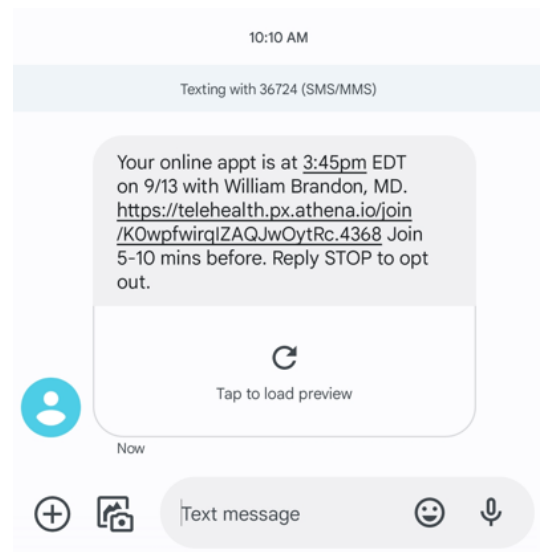 10:10 AM
Texting with 36724 (SMS/MMS)
Your online appt is at 3:45pm EDT
on 9/13 with William Brandon, MD.
https://telehealth.px.athena.io/join
/K0wpfwirqIZAQJwOytRc.4368 Join
5-10 mins before. Reply STOP to opt
out.
Tap to load preview
Now
Text message